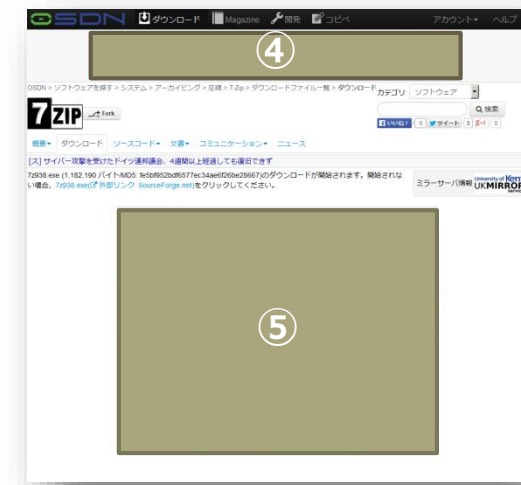 OSDN ダウンロード Magazine 開発 コピペ アカウント ヘルプ
④
OSDN > ソフトウェアを探す > システム > アーカイビング > 圧縮 > 7-Zip > ダウンロードファイル一覧 > ダウンロード
カテゴリ ソフトウェア
7ZIP Fork
検索
いいね! 0 ツイート 0 g+1 0
概要 ダウンロード ソースコード 文書 コミュニケーション ニュース
[ス] サイバー攻撃を受けたドイツ連邦議会、4週間以上経過しても復旧できず
7z938.exe (1,182,190 バイト/MD5: fe5bf952bdf6577ec34ae6f26be28667)のダウンロードが開始されます。開始されな
い場合、7z938.exe(外部リンク: SourceForge.net)をクリックしてください。
ミラーサーバ情報 University of Kent
UKMIRROR
service
⑤